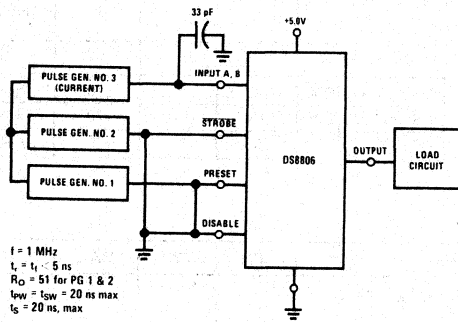 33 pF
+5.0V
PULSE GEN. NO. 3
(CURRENT)
INPUT A, B
PULSE GEN. NO. 2
STROBE
DS8806
OUTPUT
LOAD
CIRCUIT
PULSE GEN. NO. 1
PRESET
DISABLE
f = 1 MHz
tr = tf < 5 ns
RO = 51 for PG 1 & 2
tPW = tSW = 20 ns max
tS = 20 ns, max